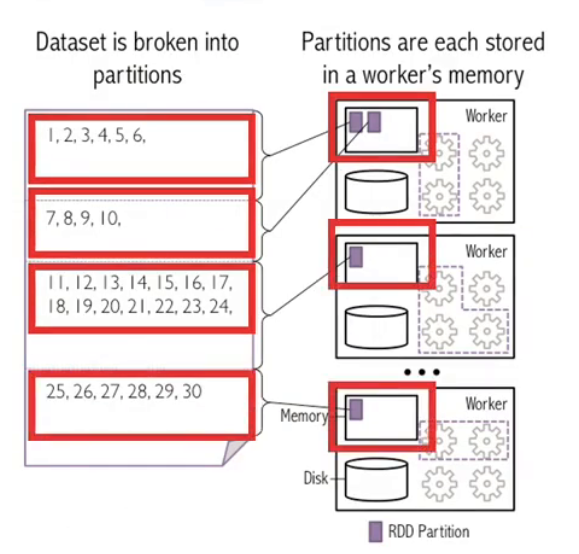 Dataset is broken into
partitions
Partitions are each stored
in a worker's memory
1, 2, 3, 4, 5, 6,
7, 8, 9, 10,
11, 12, 13, 14, 15, 16, 17,
18, 19, 20, 21, 22, 23, 24,
25, 26, 27, 28, 29, 30
Worker
Worker
•••
Worker
Memory
Disk
RDD Partition